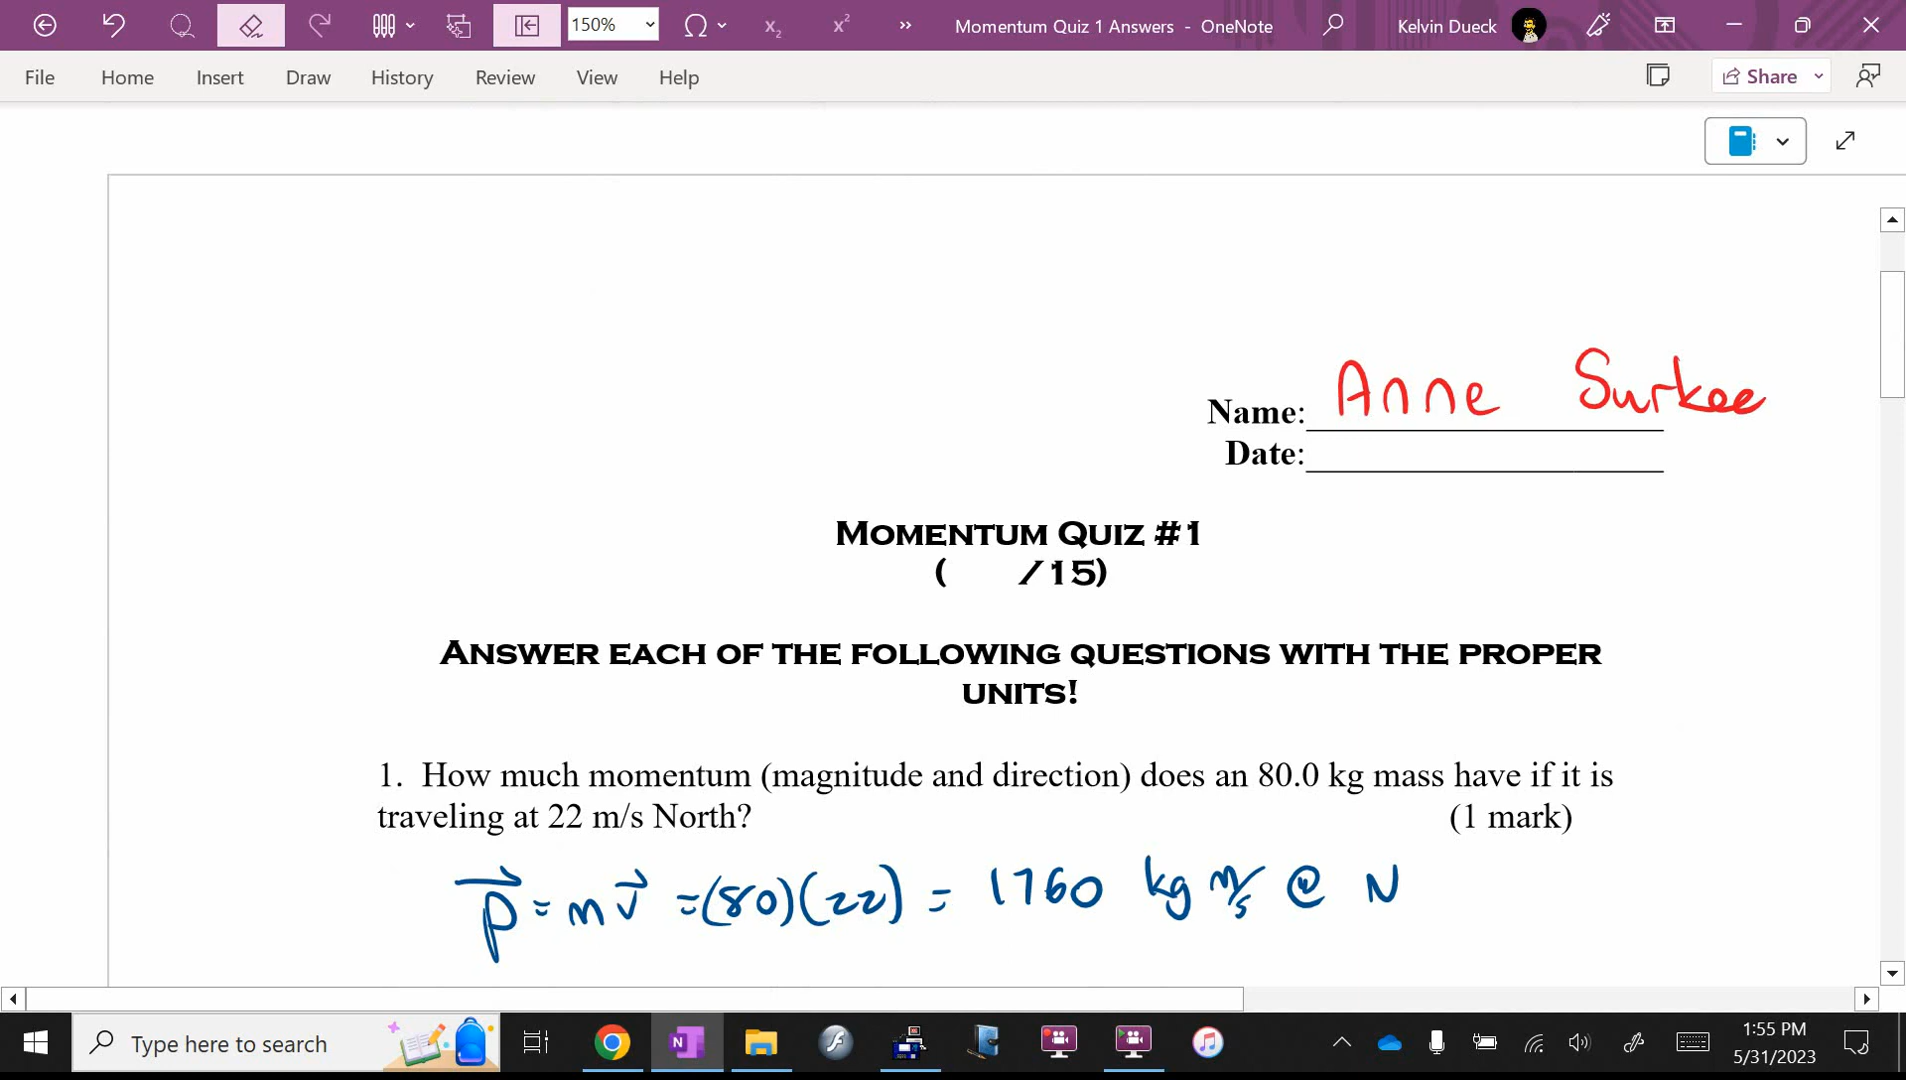 150%
x₂
x²
»
Momentum Quiz 1 Answers - OneNote
Kelvin Dueck
File Home Insert Draw History Review View Help
Share
Name: Anne Surkee
Date:
MOMENTUM QUIZ #1
( /15)
ANSWER EACH OF THE FOLLOWING QUESTIONS WITH THE PROPER
UNITS!
1. How much momentum (magnitude and direction) does an 80.0 kg mass have if it is
traveling at 22 m/s North? (1 mark)
p⃗ = mv⃗ = (80)(22) = 1760 kg m/s @ N
Type here to search
1:55 PM
5/31/2023